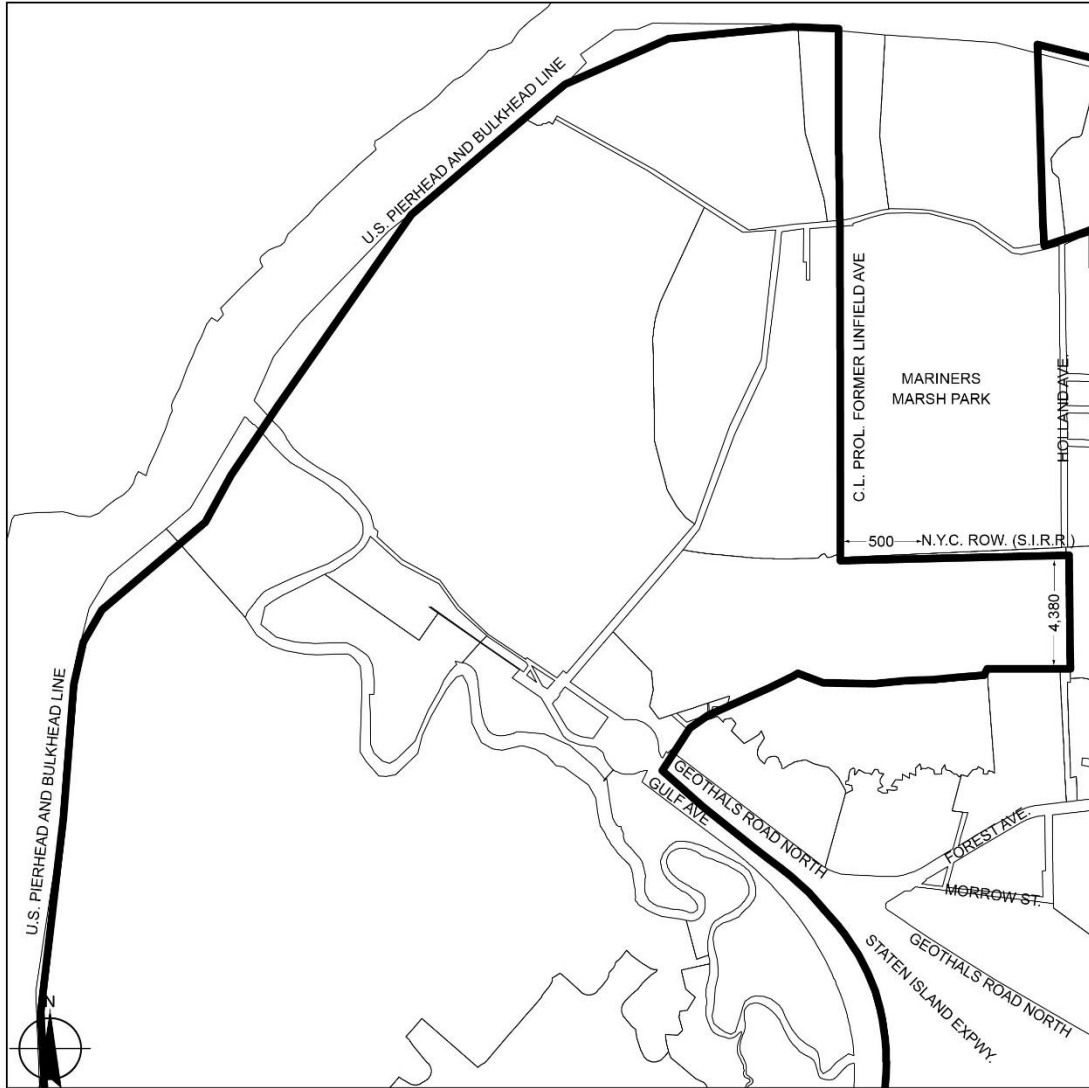 U.S. PIERHEAD AND BULKHEAD LINE
C.L. PROL. FORMER LINFIELD AVE
MARINERS
MARSH PARK
HOLLAND AVE.
500
N.Y.C. ROW. (S.I.R.R.)
4,380
U.S. PIERHEAD AND BULKHEAD LINE
GEOTHALS ROAD NORTH
GULF AVE
FOREST AVE.
MORROW ST.
GEOTHALS ROAD NORTH
STATEN ISLAND EXPWY.
N